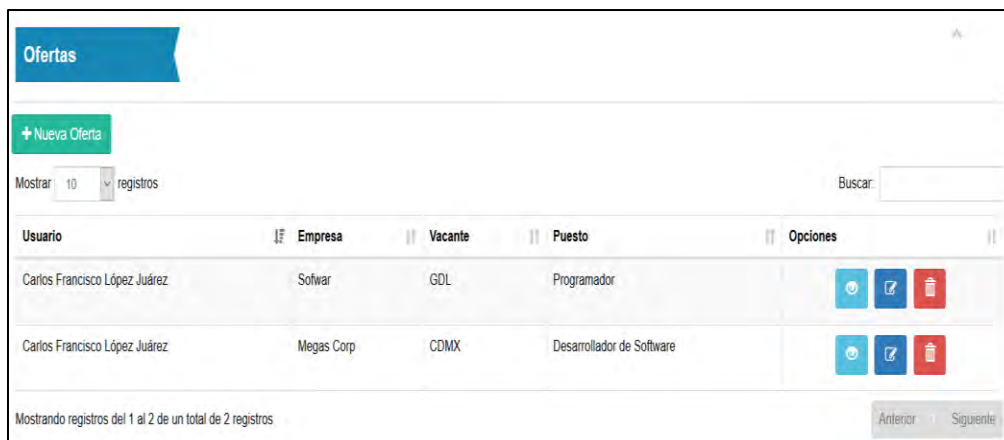 Ofertas
+ Nueva Oferta
Mostrar 10 registros Buscar:
Usuario Empresa Vacante Puesto Opciones
Carlos Francisco López Juárez Sofwar GDL Programador
Carlos Francisco López Juárez Megas Corp CDMX Desarrollador de Software
Mostrando registros del 1 al 2 de un total de 2 registros Anterior 1 Siguiente